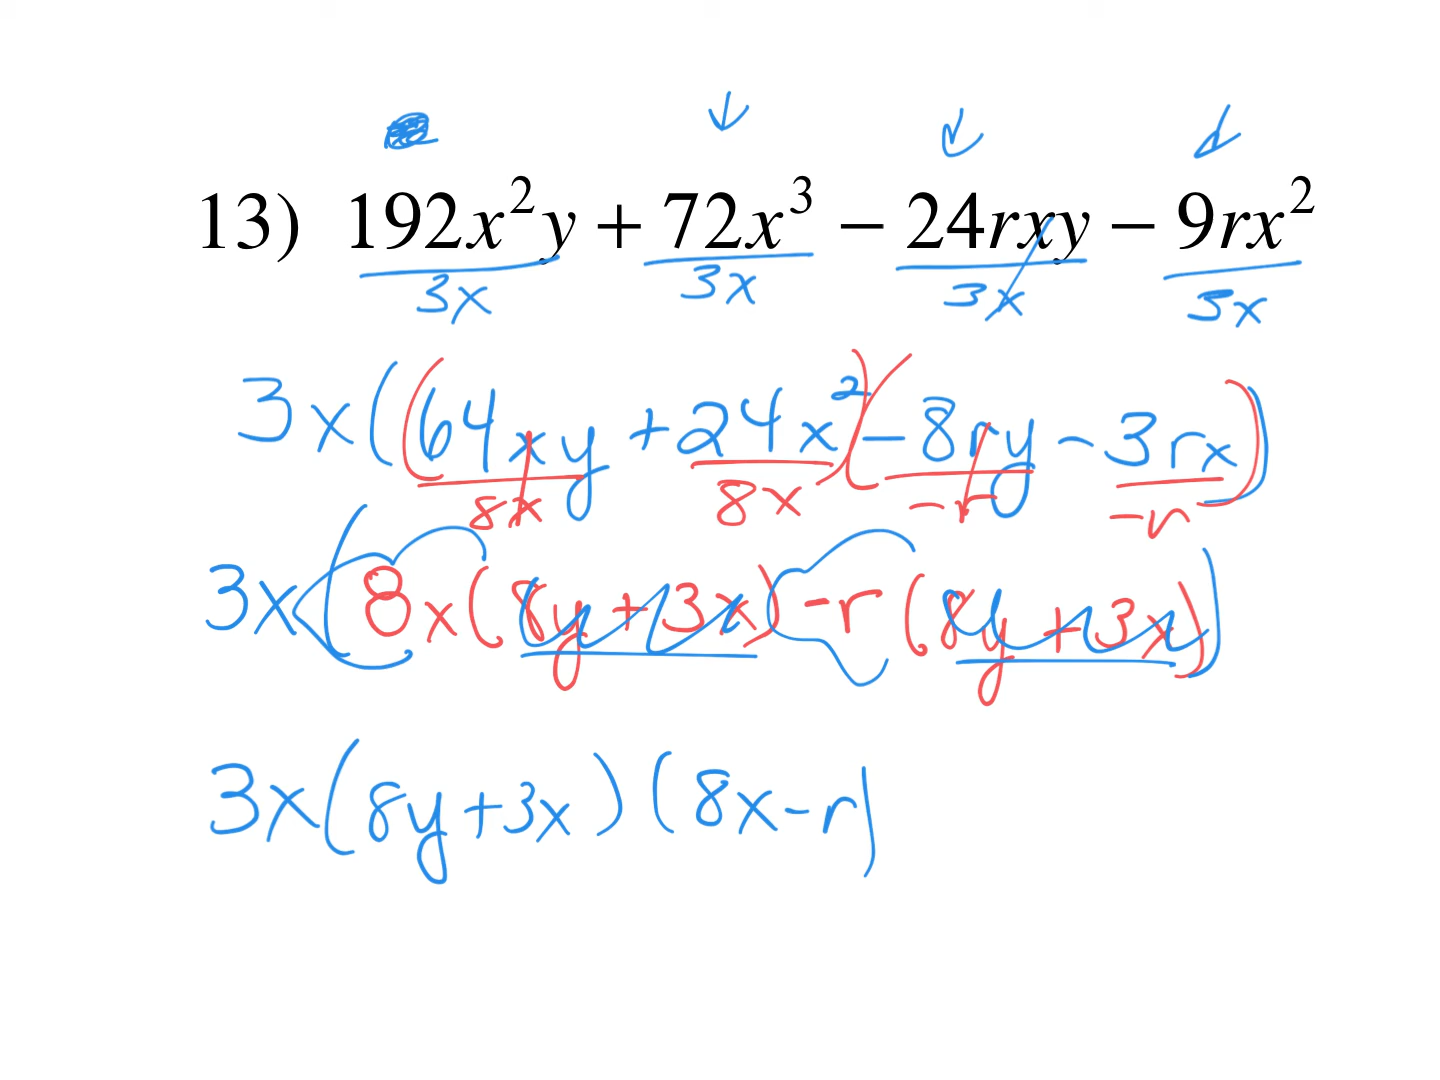 13) 192x²y + 72x³ − 24rxy − 9rx²
3x 3x 3x 3x
3x((64xy + 24x²)(−8ry − 3rx))
8x 8x −r −r
3x(8x(8y+3x) −r(8y+3x))
3x(8y+3x)(8x−r)